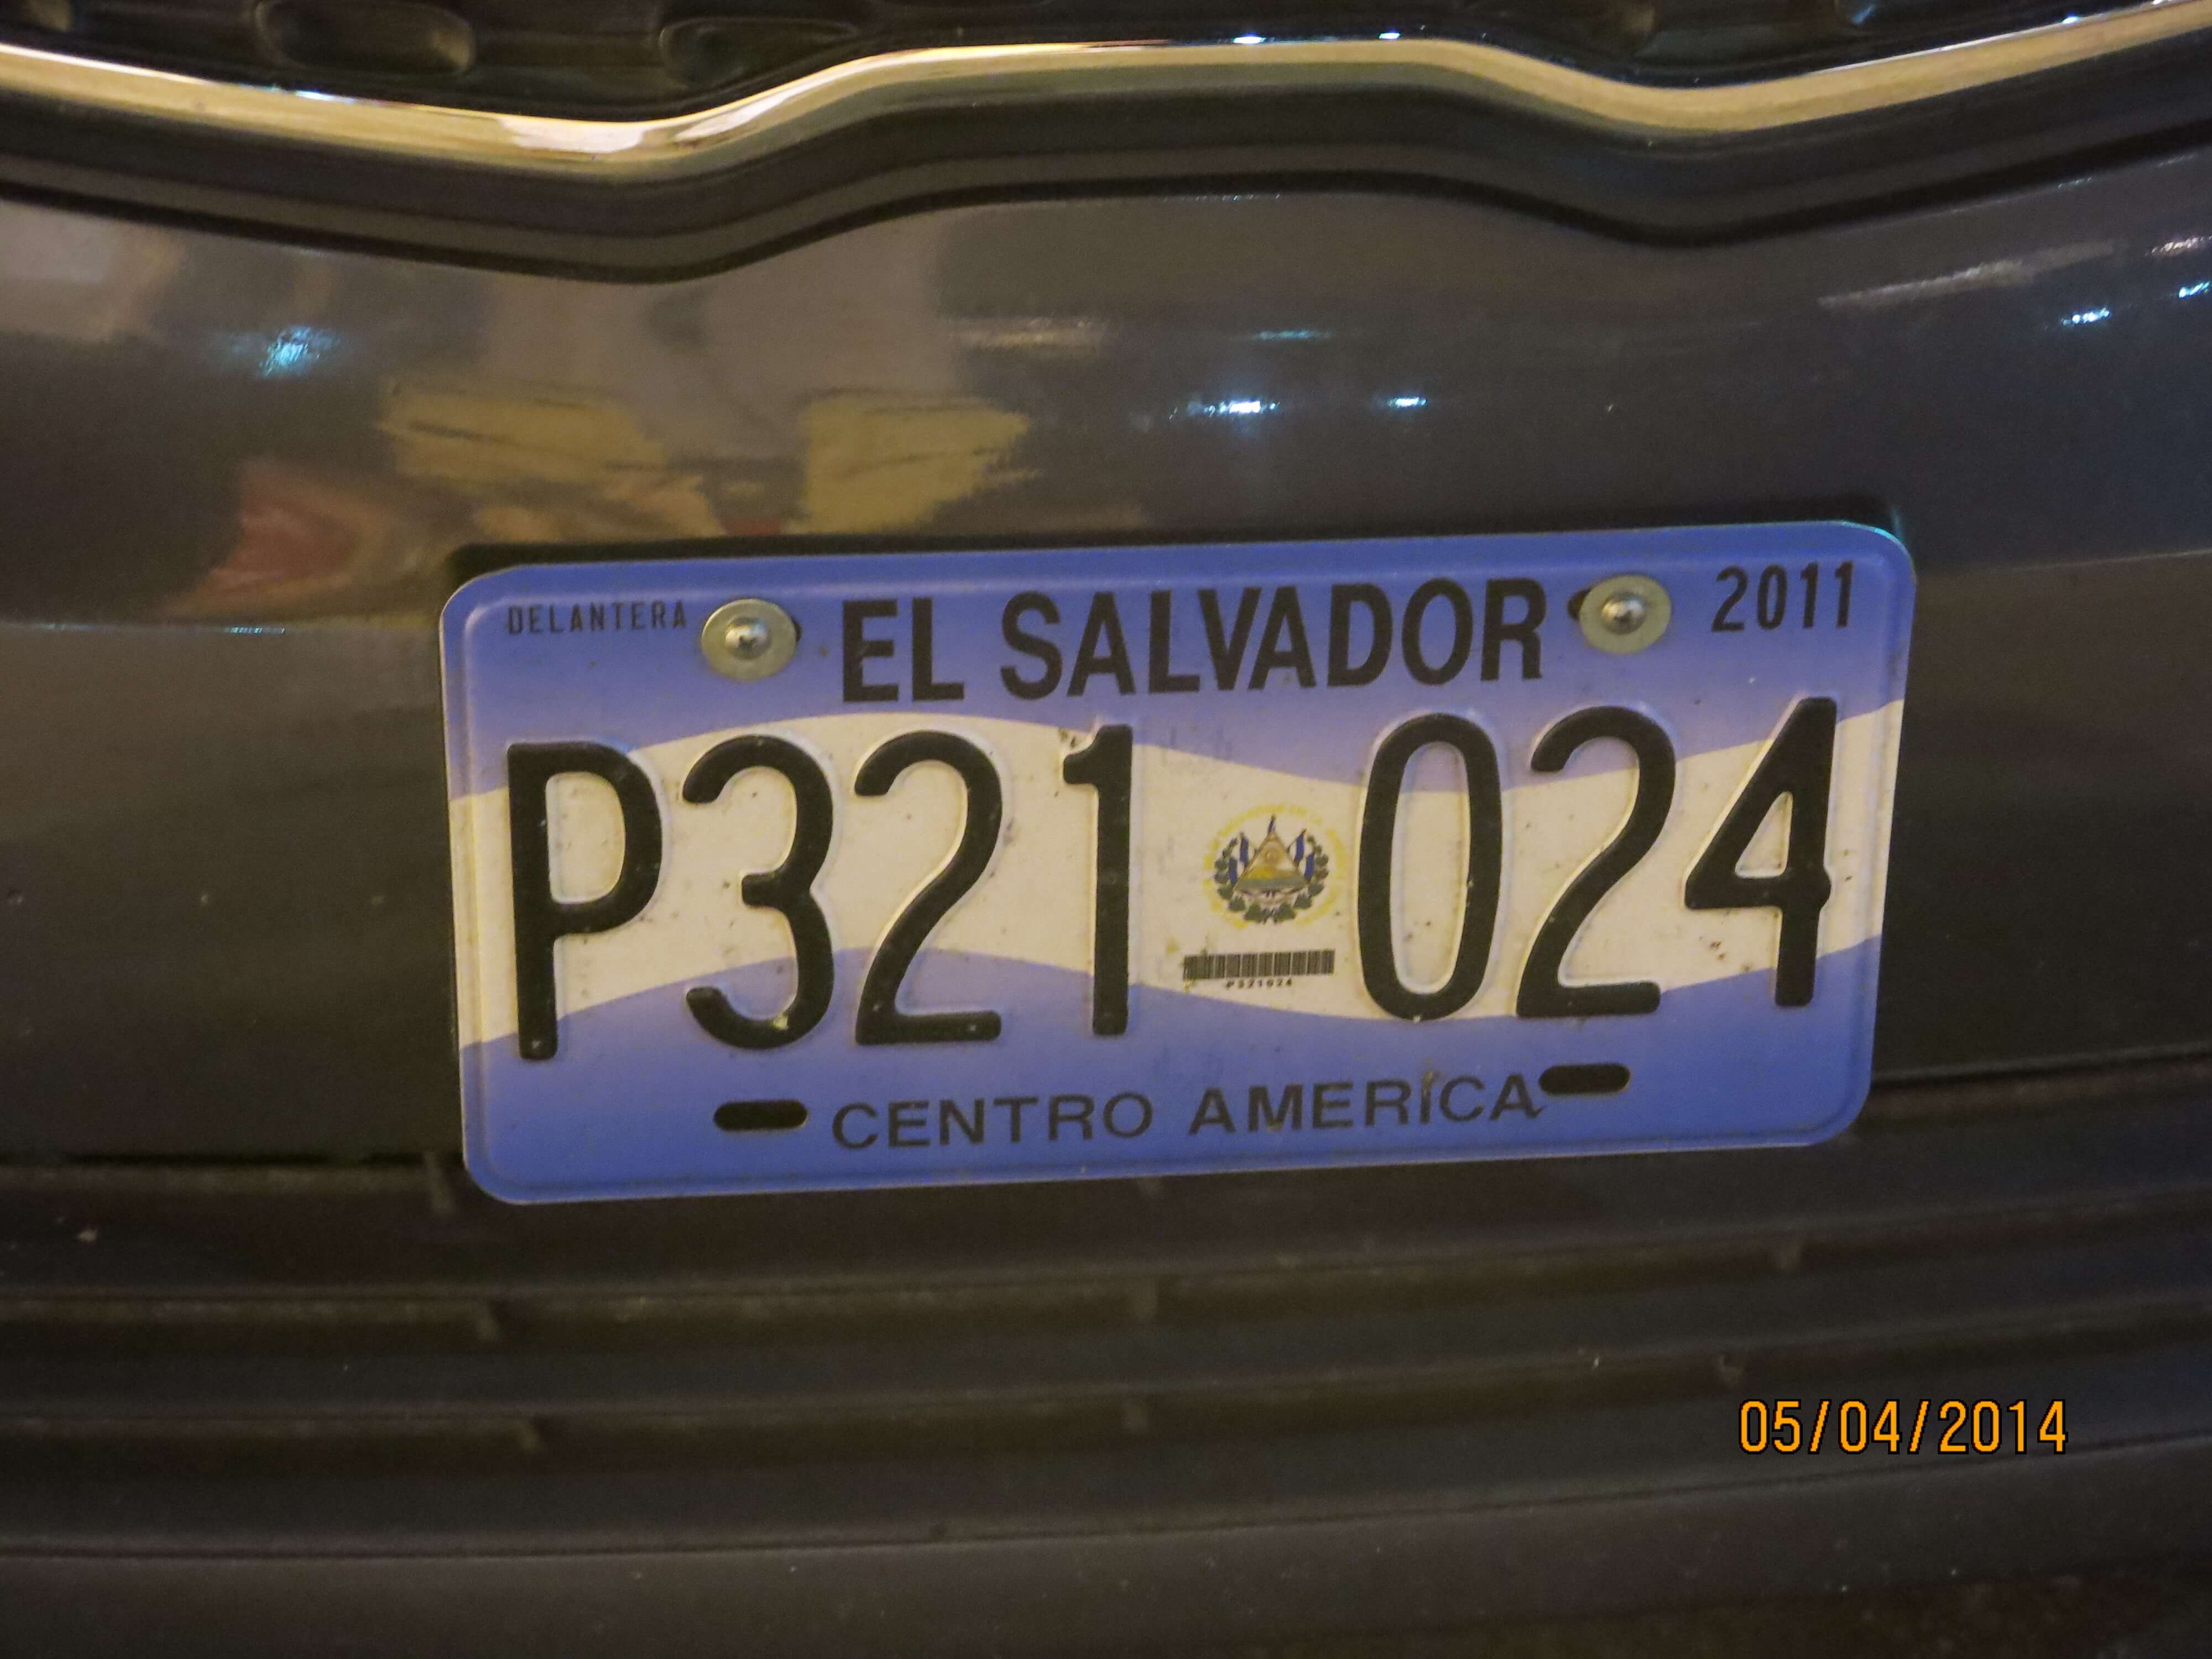 DELANTERA EL SALVADOR 2011
P321 024
P321024
CENTRO AMERICA
05/04/2014